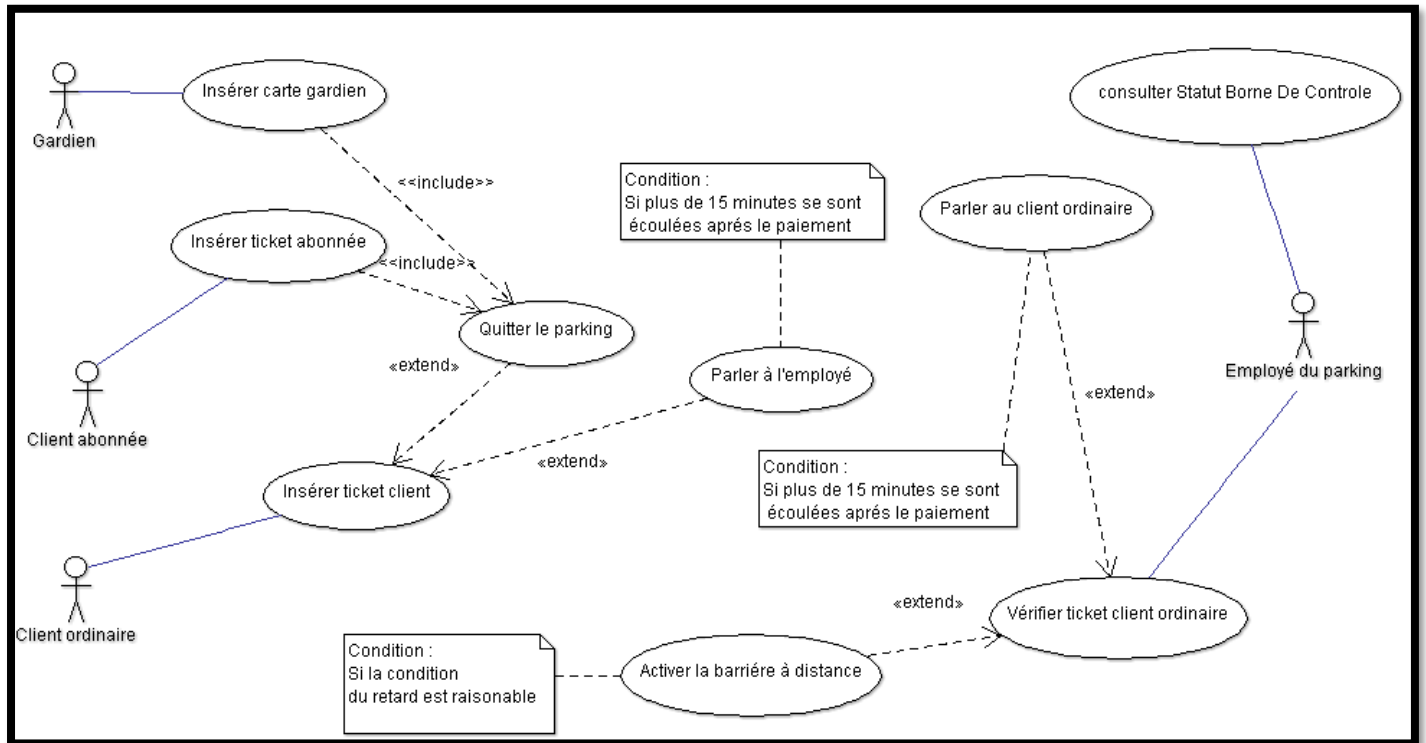 Insérer carte gardien
Gardien
consulter Statut Borne De Controle
<<include>>
Condition :
Si plus de 15 minutes se sont
écoulées aprés le paiement
Parler au client ordinaire
Insérer ticket abonnée
<<include>>
Quitter le parking
«extend»
Parler à l'employé
Employé du parking
«extend»
Client abonnée
«extend»
Insérer ticket client
Condition :
Si plus de 15 minutes se sont
écoulées aprés le paiement
Client ordinaire
«extend»
Vérifier ticket client ordinaire
Condition :
Si la condition
du retard est raisonable
Activer la barriére à distance